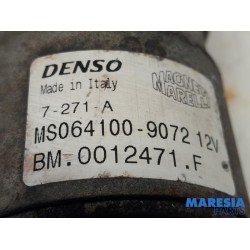 DENSO
Made in Italy
MAGNETI
MARELLI
7-271-A
MS064100-9072 12V
BM.0012471.F
MARESIA